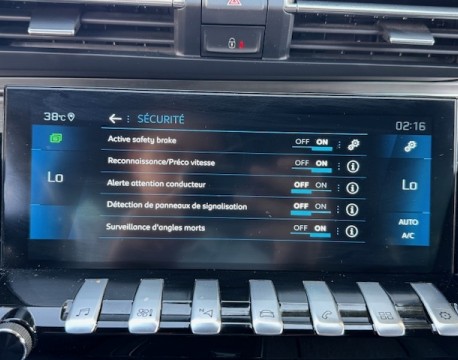 38°C
SÉCURITÉ
02:16
Active safety brake OFF ON
Reconnaissance/Préco vitesse OFF ON
Alerte attention conducteur OFF ON
Détection de panneaux de signalisation OFF ON
Surveillance d'angles morts OFF ON
Lo
Lo
AUTO
A/C